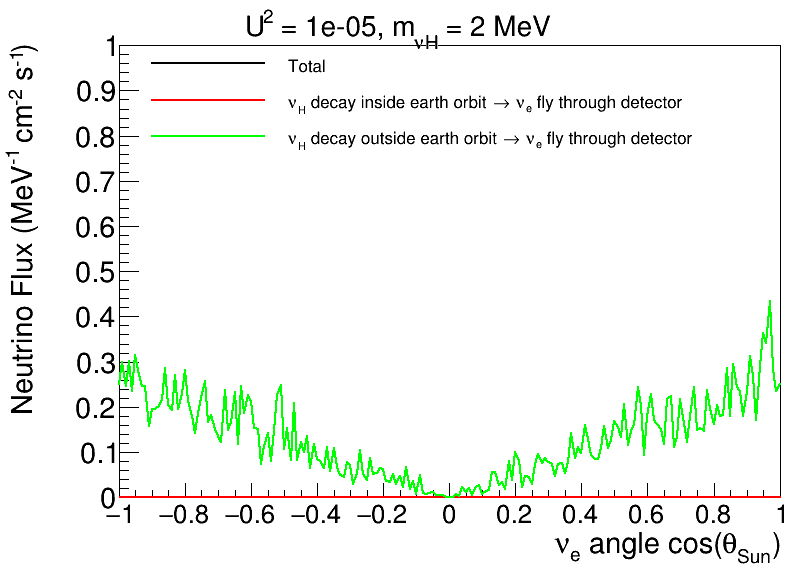 U² = 1e-05, m_νH = 2 MeV
Neutrino Flux (MeV⁻¹ cm⁻² s⁻¹)
1
0.9
0.8
0.7
0.6
0.5
0.4
0.3
0.2
0.1
0
Total
ν_H decay inside earth orbit → ν_e fly through detector
ν_H decay outside earth orbit → ν_e fly through detector
−1 −0.8 −0.6 −0.4 −0.2 0 0.2 0.4 0.6 0.8 1
ν_e angle cos(θ_Sun)